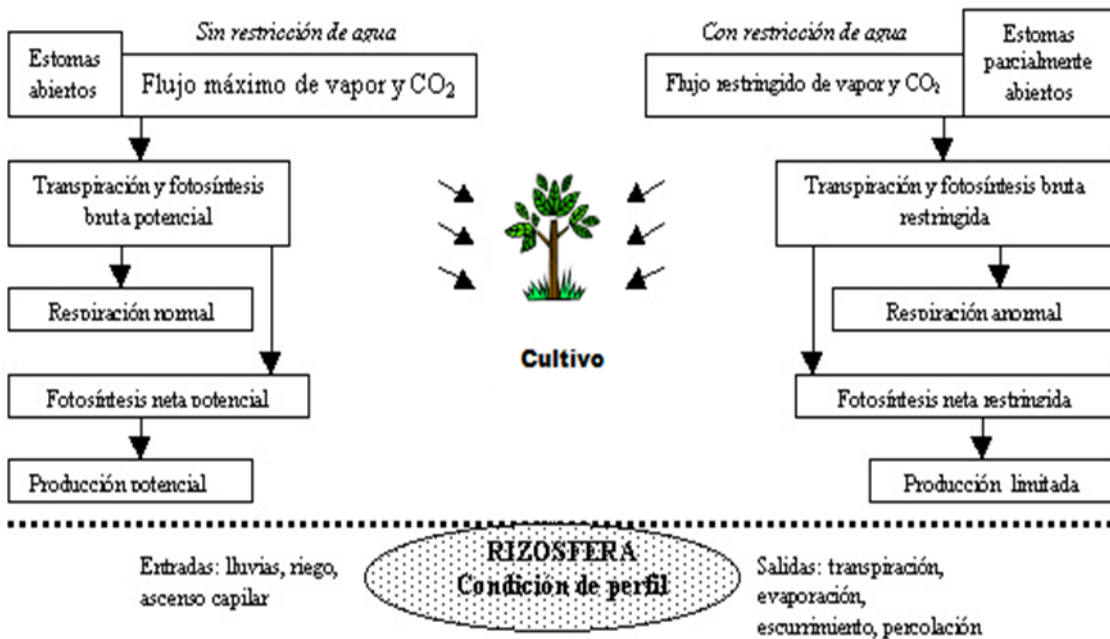 Sin restricción de agua
Estomas
abiertos
Flujo máximo de vapor y CO₂
Transpiración y fotosíntesis
bruta potencial
Respiración normal
Fotosíntesis neta potencial
Producción potencial
Con restricción de agua
Flujo restringido de vapor y CO₂
Estomas
parcialmente
abiertos
Transpiración y fotosíntesis bruta
restringida
Respiración anormal
Fotosíntesis neta restringida
Producción limitada
Cultivo
Entradas: lluvias, riego,
ascenso capilar
RIZOSFERA
Condición de perfil
Salidas: transpiración,
evaporación,
escurrimiento, percolación